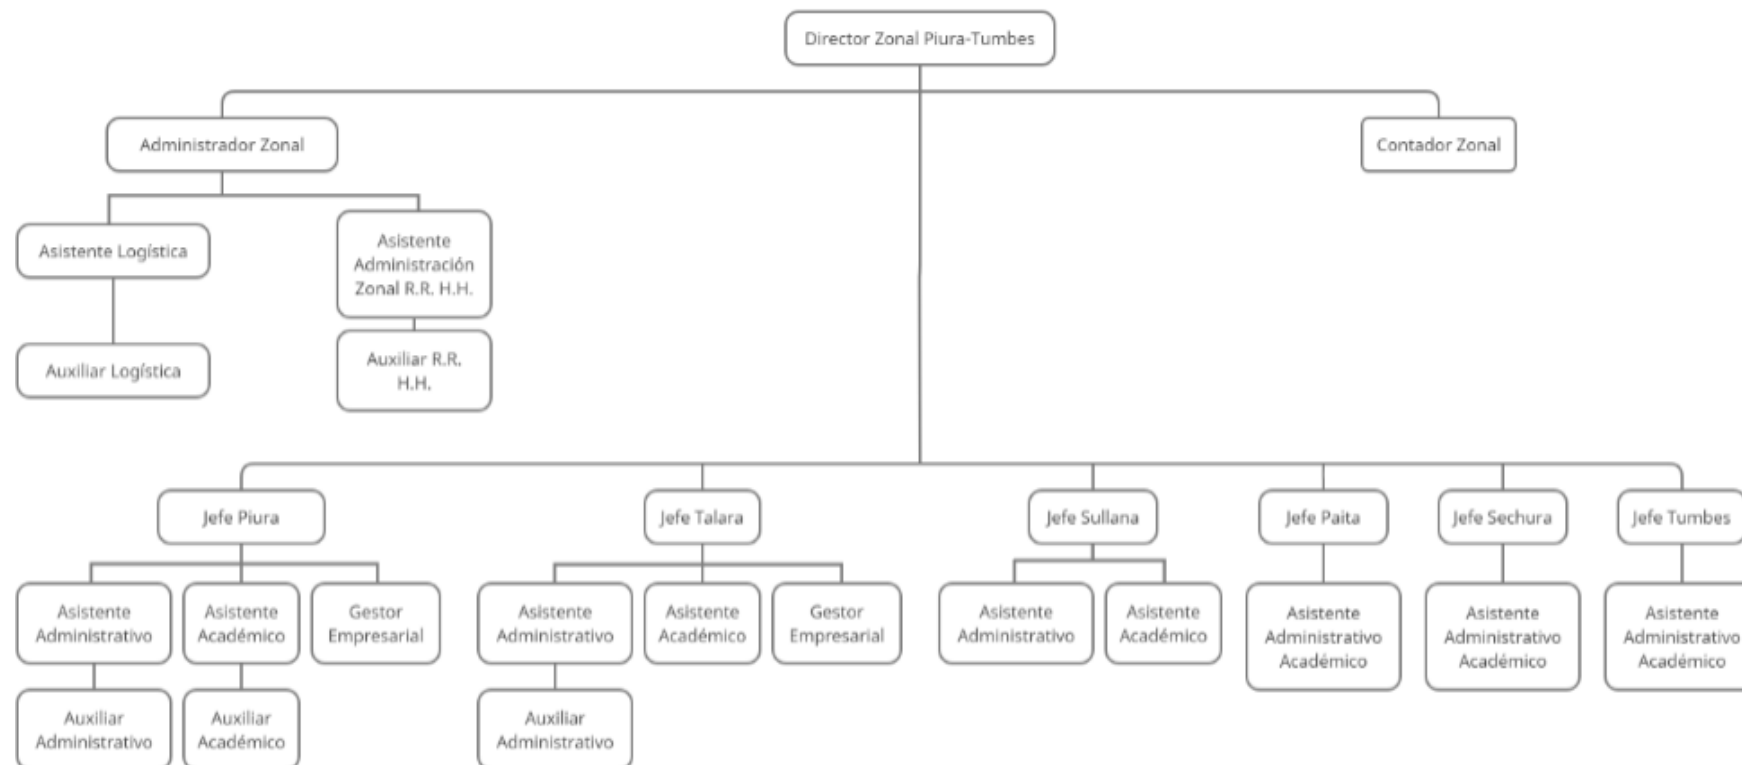 Director Zonal Piura-Tumbes
Administrador Zonal
Contador Zonal
Asistente Logística
Asistente
Administración
Zonal R.R. H.H.
Auxiliar Logística
Auxiliar R.R.
H.H.
Jefe Piura
Jefe Talara
Jefe Sullana
Jefe Paita
Jefe Sechura
Jefe Tumbes
Asistente
Administrativo
Asistente
Académico
Gestor
Empresarial
Asistente
Administrativo
Asistente
Académico
Gestor
Empresarial
Asistente
Administrativo
Asistente
Académico
Asistente
Administrativo
Académico
Asistente
Administrativo
Académico
Asistente
Administrativo
Académico
Auxiliar
Administrativo
Auxiliar
Académico
Auxiliar
Administrativo